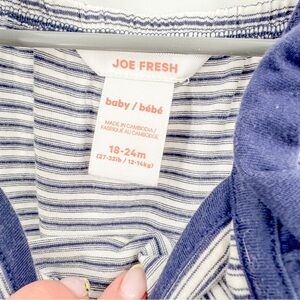 JOE FRESH
baby / bébé
MADE IN CAMBODIA /
FABRIQUÉ AU CAMBODGE
18-24m
(27-32lb / 12-14kg)